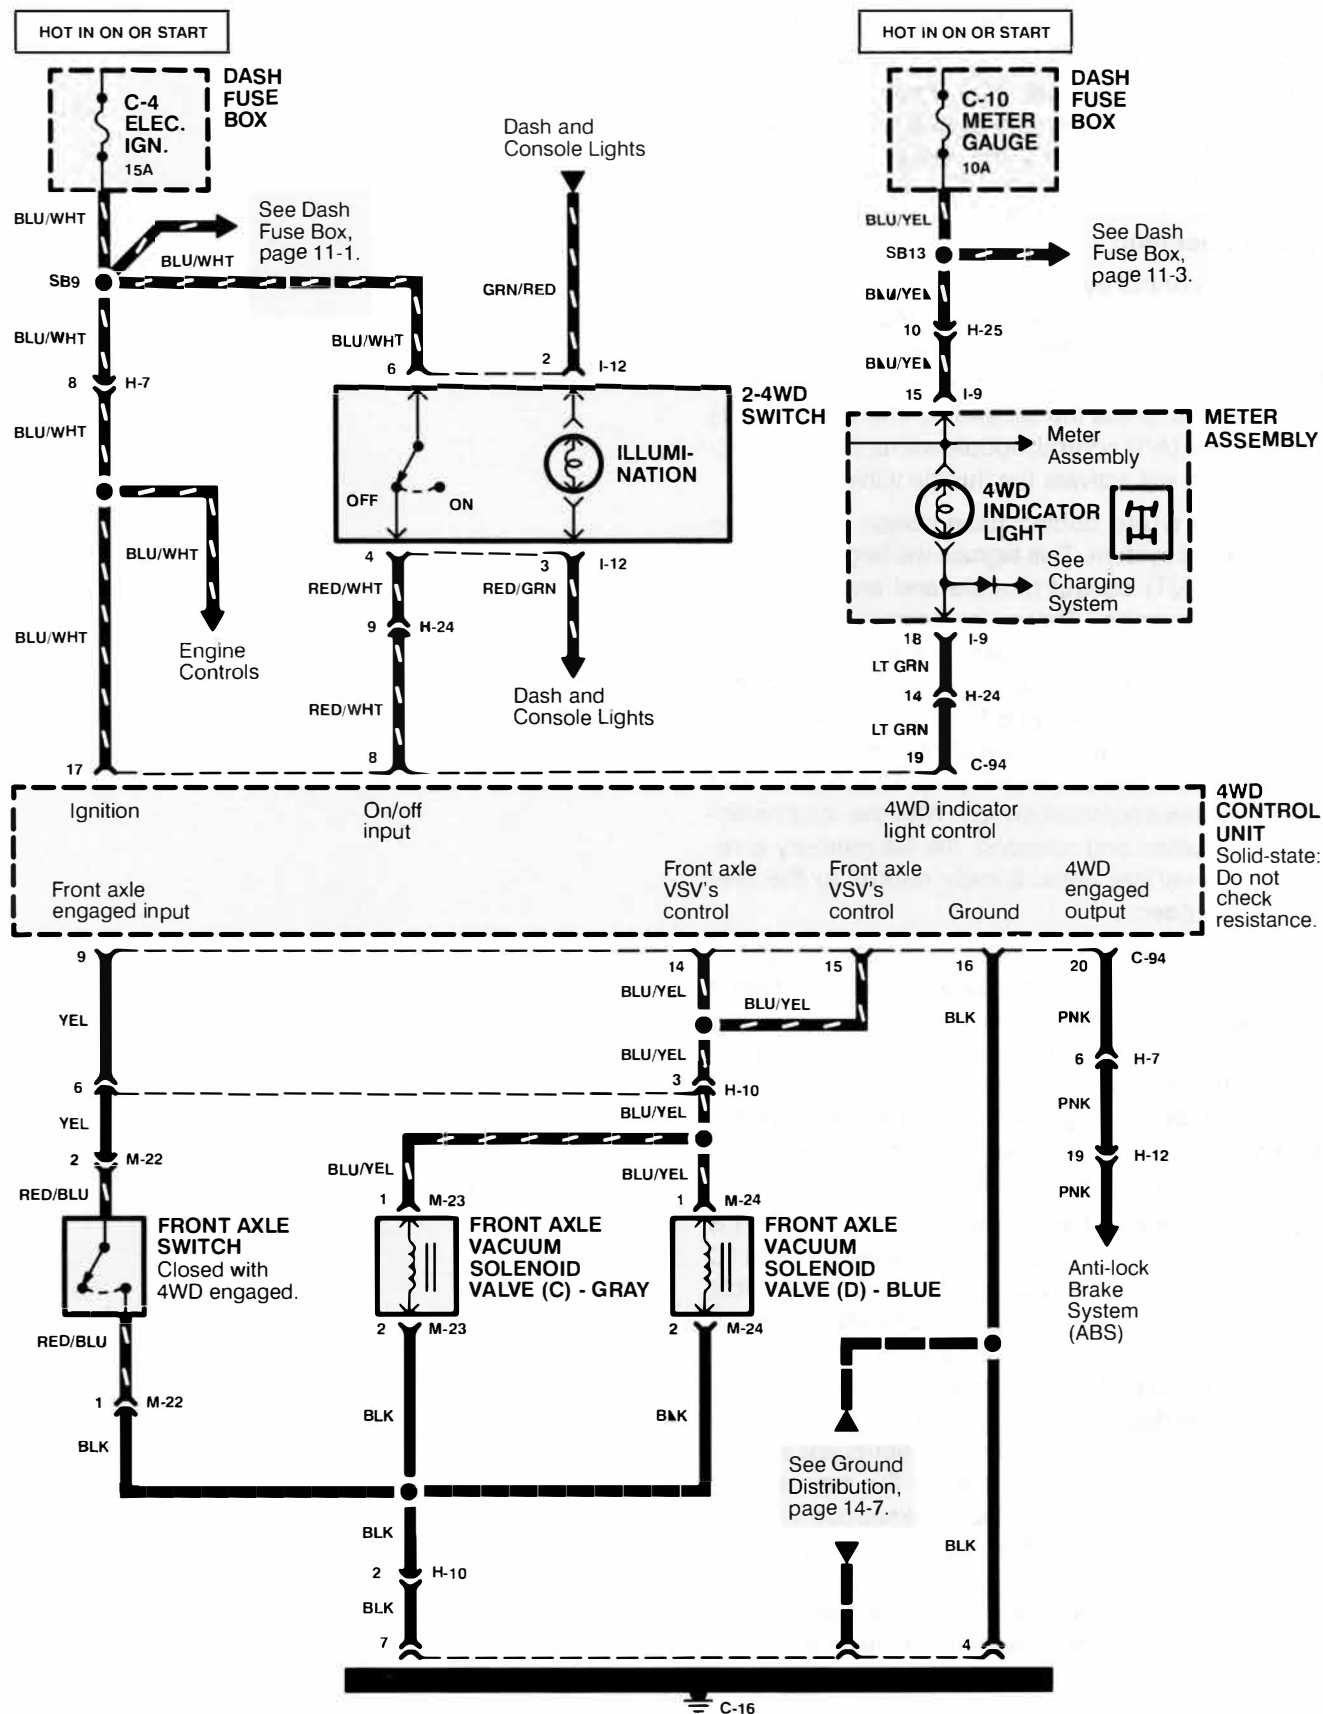 HOT IN ON OR START
HOT IN ON OR START
C-4
ELEC.
IGN.
15A
DASH
FUSE
BOX
Dash and
Console Lights
C-10
METER
GAUGE
10A
DASH
FUSE
BOX
BLU/WHT
See Dash
Fuse Box,
page 11-1.
BLU/WHT
SB9
GRN/RED
BLU/YEL
SB13
See Dash
Fuse Box,
page 11-3.
BLU/YEL
BLU/WHT
BLU/WHT
10
H-25
BLU/YEL
8
H-7
6
2
I-12
15
I-9
2-4WD
SWITCH
METER
ASSEMBLY
BLU/WHT
OFF
ON
ILLUMI-
NATION
Meter
Assembly
4WD
INDICATOR
LIGHT
See
Charging
System
BLU/WHT
4
3
I-12
RED/WHT
RED/GRN
9
H-24
BLU/WHT
Engine
Controls
18
I-9
LT GRN
14
H-24
RED/WHT
Dash and
Console Lights
LT GRN
17
8
19
C-94
Ignition
On/off
input
4WD indicator
light control
4WD
CONTROL
UNIT
Solid-state:
Do not
check
resistance.
Front axle
engaged input
Front axle
VSV's
control
Front axle
VSV's
control
Ground
4WD
engaged
output
9
14
15
16
20
C-94
BLU/YEL
BLU/YEL
YEL
BLK
PNK
BLU/YEL
6
3
H-10
6
H-7
YEL
BLU/YEL
PNK
2
M-22
19
H-12
RED/BLU
BLU/YEL
BLU/YEL
PNK
1
M-23
1
M-24
FRONT AXLE
SWITCH
Closed with
4WD engaged.
FRONT AXLE
VACUUM
SOLENOID
VALVE (C) - GRAY
FRONT AXLE
VACUUM
SOLENOID
VALVE (D) - BLUE
Anti-lock
Brake
System
(ABS)
2
M-23
2
M-24
RED/BLU
1
M-22
BLK
BLK
BLK
See Ground
Distribution,
page 14-7.
BLK
BLK
2
H-10
BLK
7
4
C-16